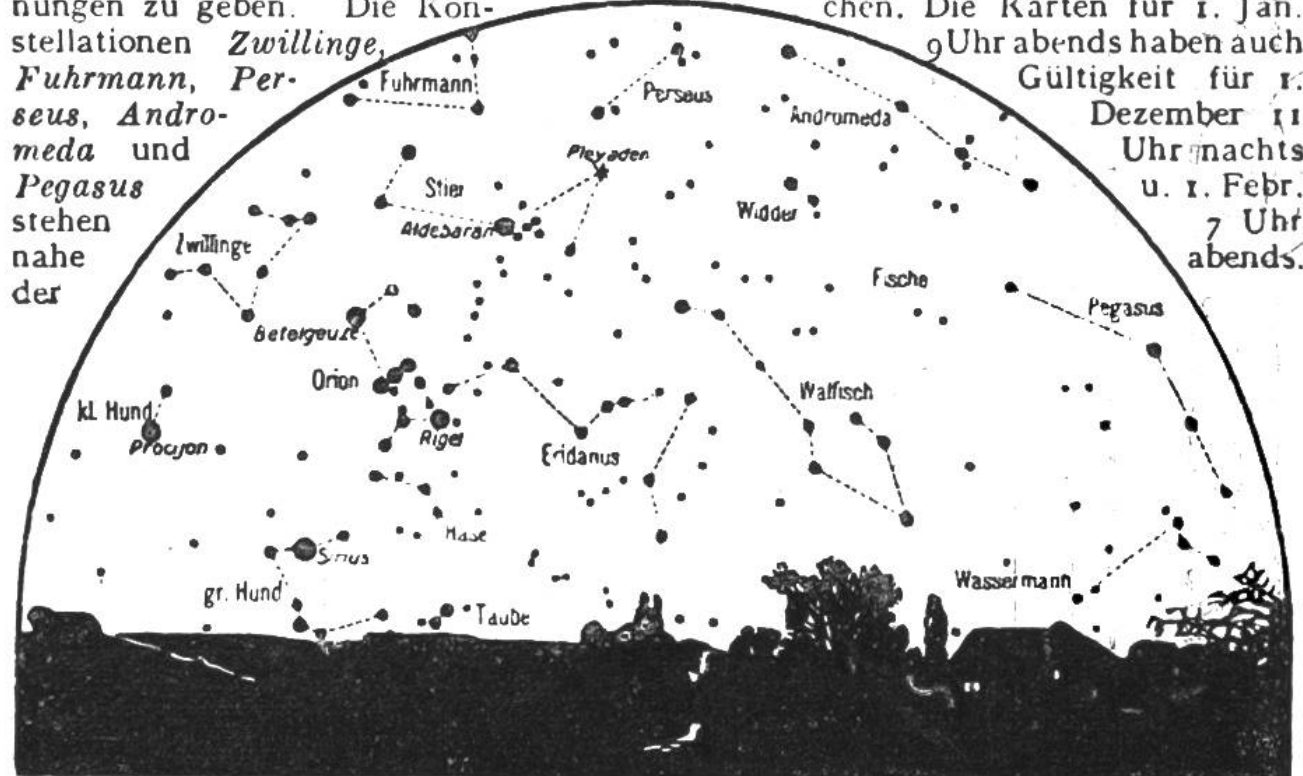 nungen zu geben. Die Kon-
stellationen Zwillinge,
Fuhrmann, Per-
seus, Andro-
meda und
Pegasus
stehen
nahe
der
chen. Die Karten für 1. Jan.
9 Uhr abends haben auch
Gültigkeit für 1.
Dezember 11
Uhr nachts
u. 1. Febr.
7 Uhr
abends.
Fuhrmann
Perseus
Andromeda
Pleyaden
Stier
Aldebaran
Widder
Zwillinge
Fische
Pegasus
Beteigeuze
Orion
Walfisch
kl. Hund
Procyon
Rigel
Eridanus
Hase
Sirius
gr. Hund
Wassermann
Taube